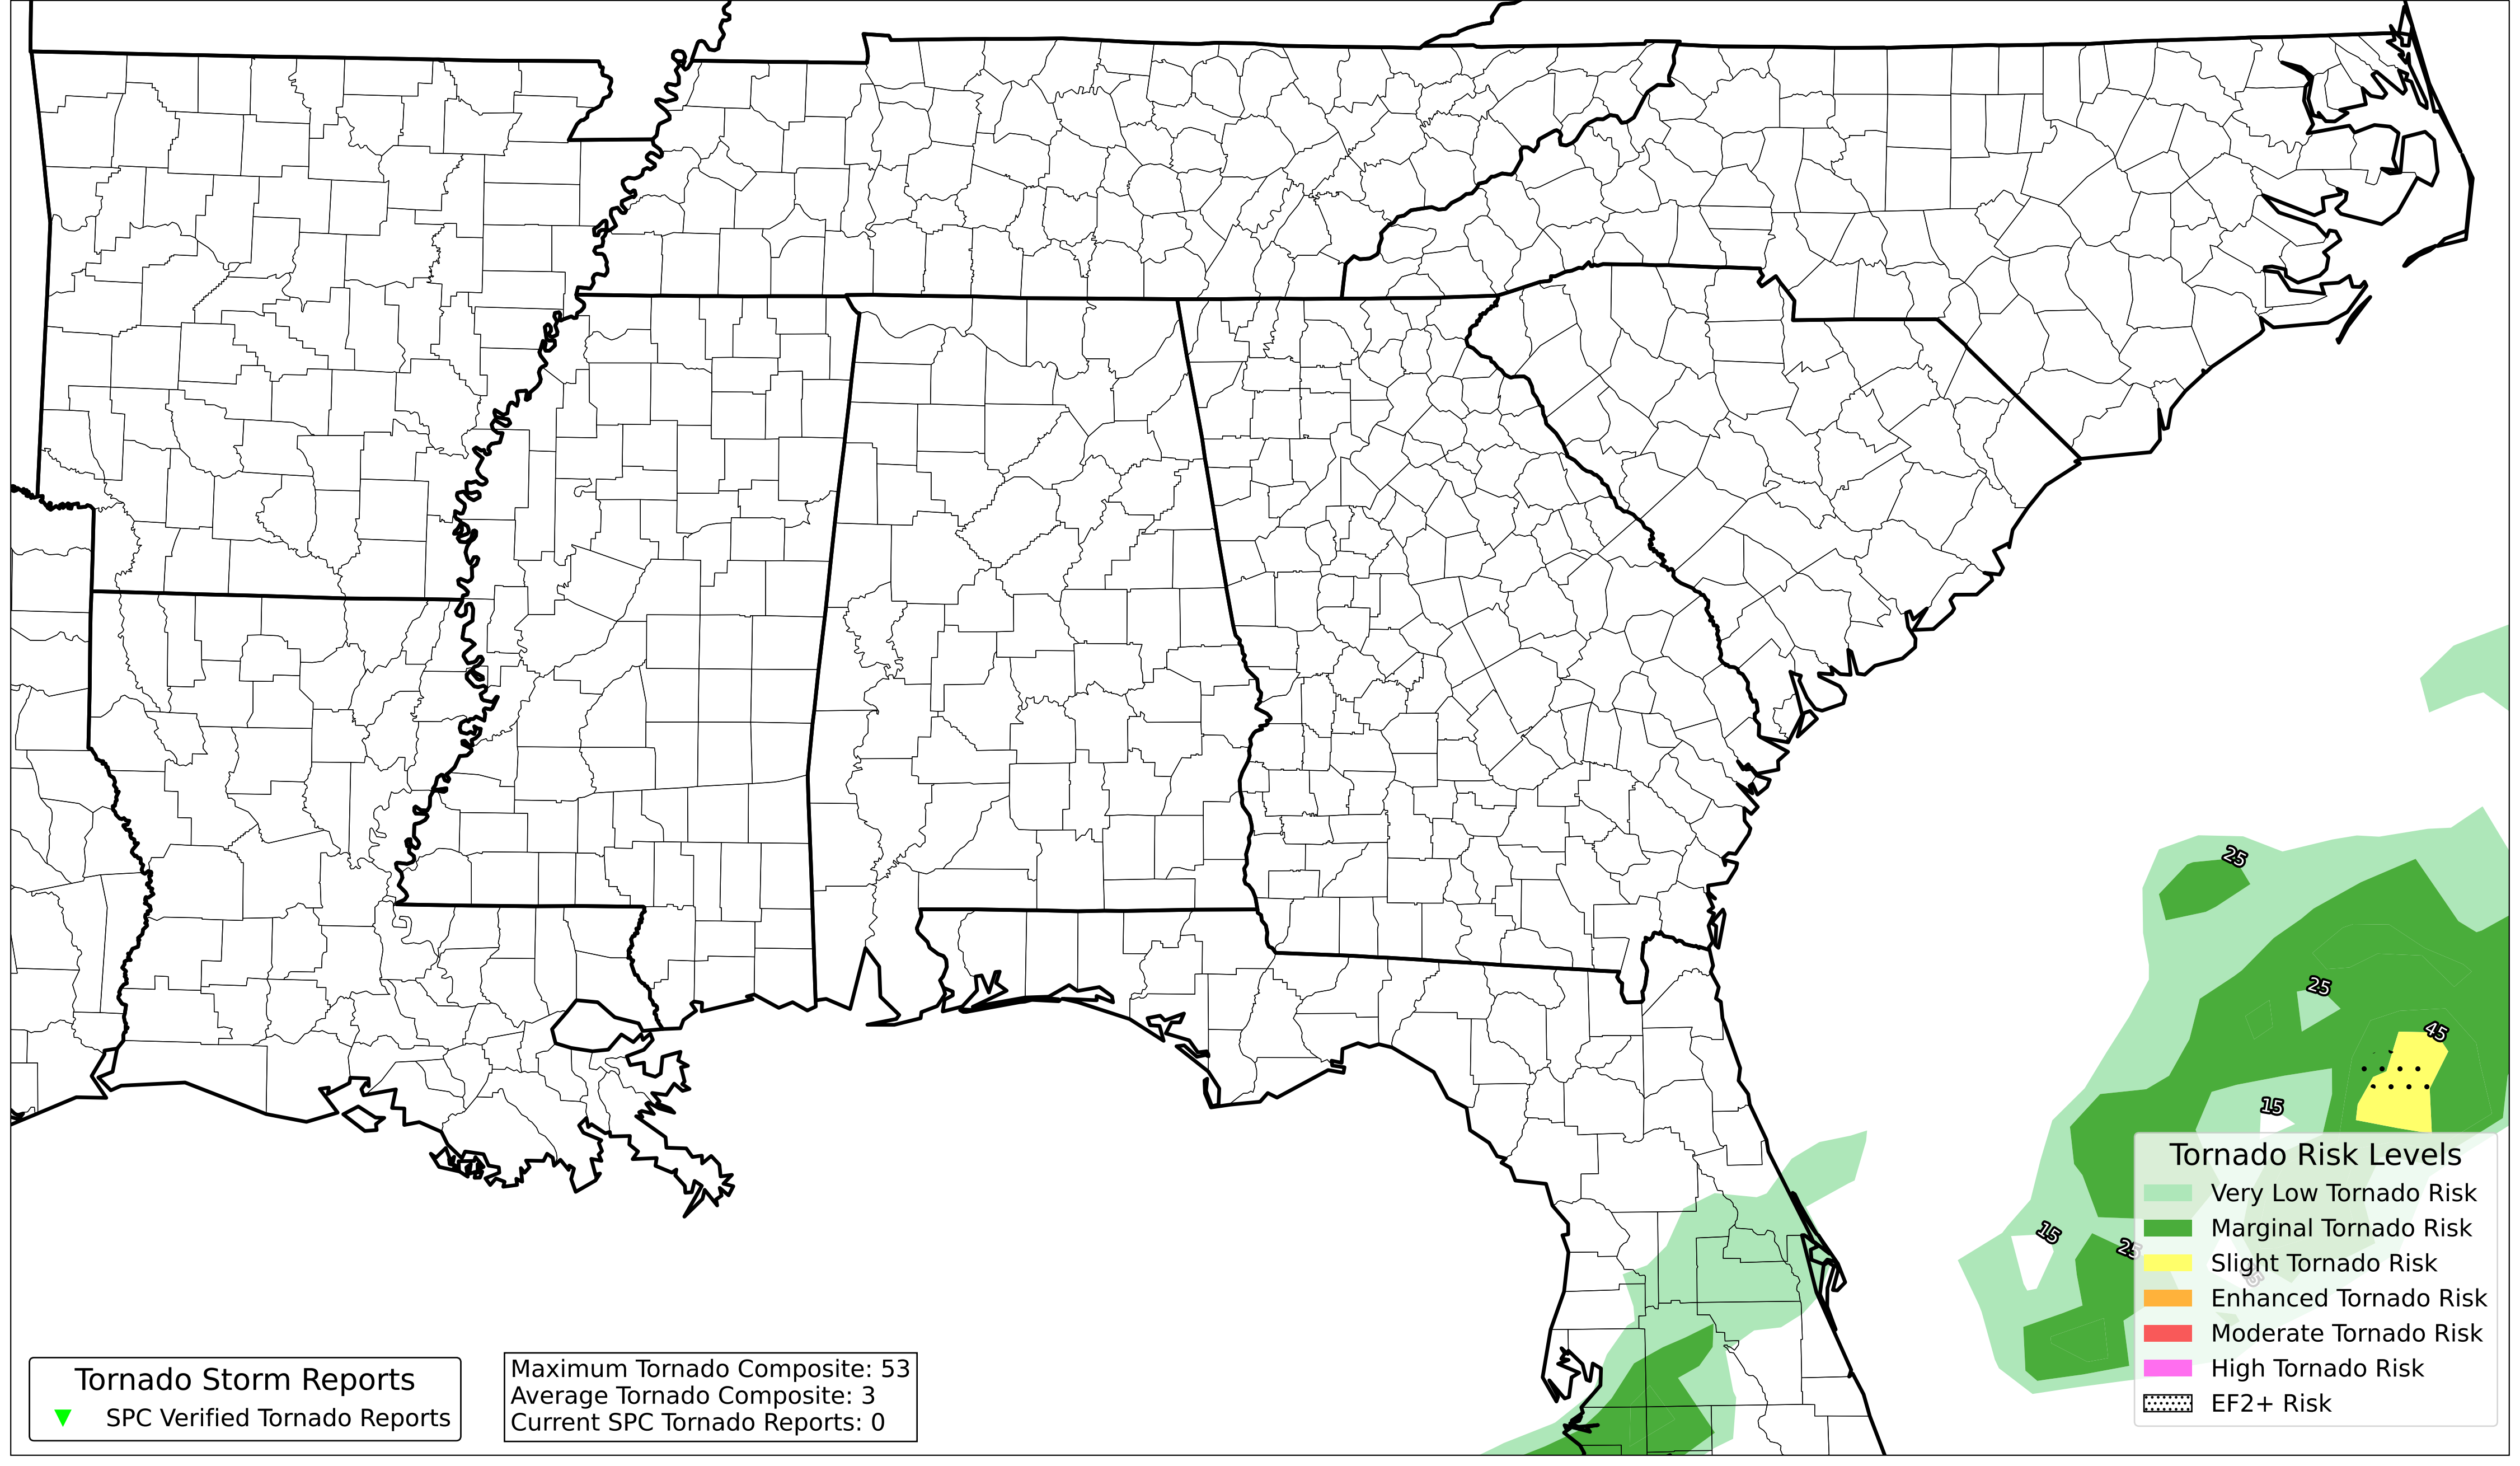 25
25
45
15
15
25
Tornado Risk Levels
Very Low Tornado Risk
Marginal Tornado Risk
Slight Tornado Risk
Enhanced Tornado Risk
Moderate Tornado Risk
High Tornado Risk
EF2+ Risk
Tornado Storm Reports
SPC Verified Tornado Reports
Maximum Tornado Composite: 53
Average Tornado Composite: 3
Current SPC Tornado Reports: 0